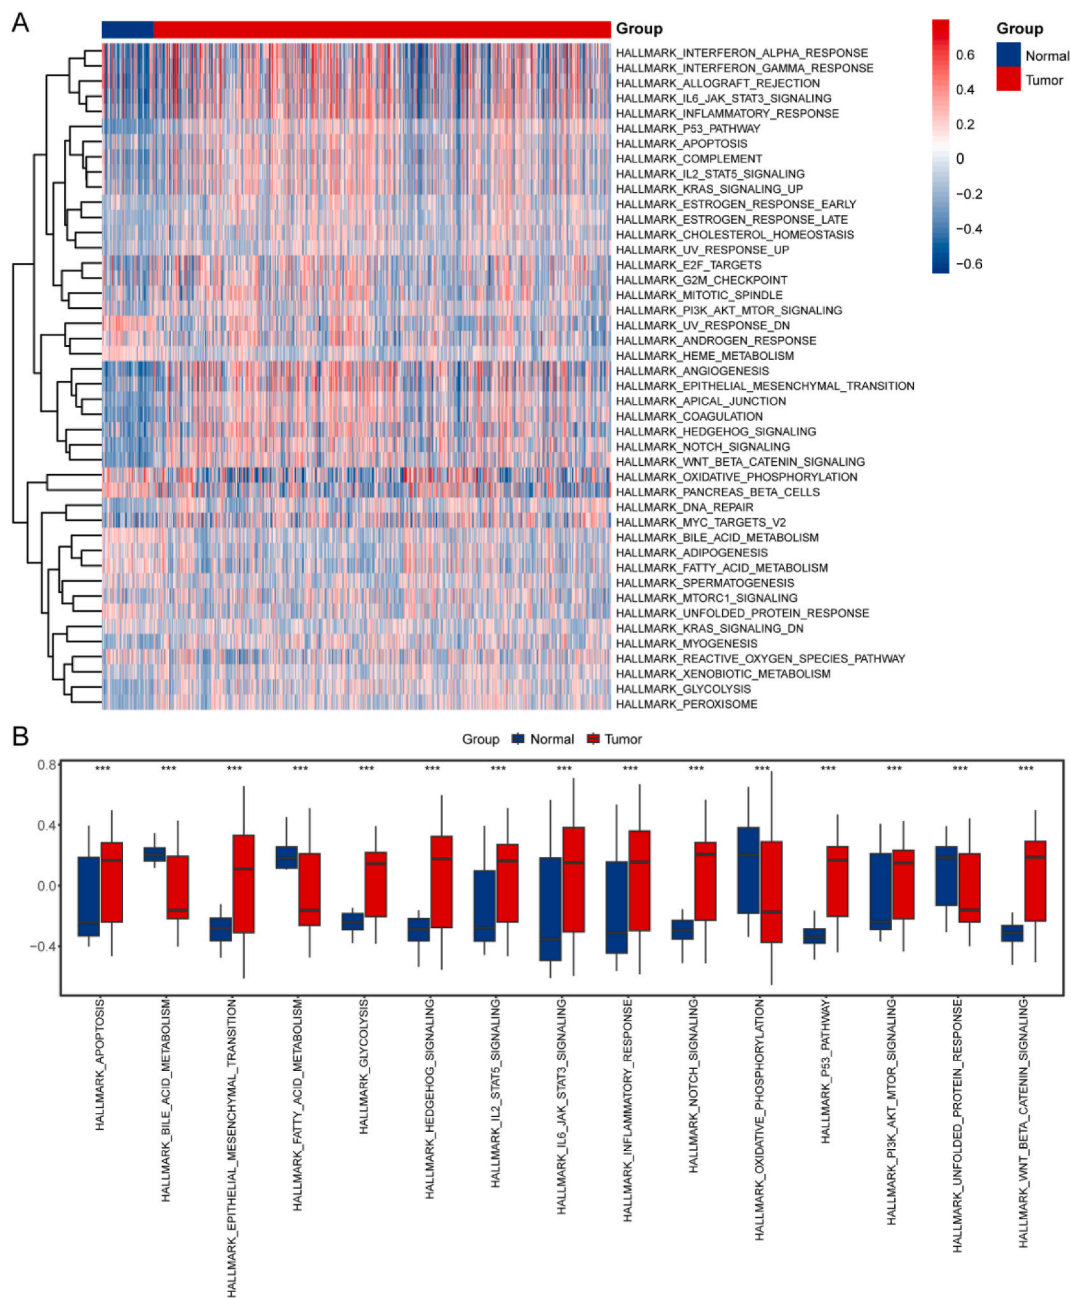 A
Group
HALLMARK_INTERFERON_ALPHA_RESPONSE
HALLMARK_INTERFERON_GAMMA_RESPONSE
HALLMARK_ALLOGRAFT_REJECTION
HALLMARK_IL6_JAK_STAT3_SIGNALING
HALLMARK_INFLAMMATORY_RESPONSE
HALLMARK_P53_PATHWAY
HALLMARK_APOPTOSIS
HALLMARK_COMPLEMENT
HALLMARK_IL2_STAT5_SIGNALING
HALLMARK_KRAS_SIGNALING_UP
HALLMARK_ESTROGEN_RESPONSE_EARLY
HALLMARK_ESTROGEN_RESPONSE_LATE
HALLMARK_CHOLESTEROL_HOMEOSTASIS
HALLMARK_UV_RESPONSE_UP
HALLMARK_E2F_TARGETS
HALLMARK_G2M_CHECKPOINT
HALLMARK_MITOTIC_SPINDLE
HALLMARK_PI3K_AKT_MTOR_SIGNALING
HALLMARK_UV_RESPONSE_DN
HALLMARK_ANDROGEN_RESPONSE
HALLMARK_HEME_METABOLISM
HALLMARK_ANGIOGENESIS
HALLMARK_EPITHELIAL_MESENCHYMAL_TRANSITION
HALLMARK_APICAL_JUNCTION
HALLMARK_COAGULATION
HALLMARK_HEDGEHOG_SIGNALING
HALLMARK_NOTCH_SIGNALING
HALLMARK_WNT_BETA_CATENIN_SIGNALING
HALLMARK_OXIDATIVE_PHOSPHORYLATION
HALLMARK_PANCREAS_BETA_CELLS
HALLMARK_DNA_REPAIR
HALLMARK_MYC_TARGETS_V2
HALLMARK_BILE_ACID_METABOLISM
HALLMARK_ADIPOGENESIS
HALLMARK_FATTY_ACID_METABOLISM
HALLMARK_SPERMATOGENESIS
HALLMARK_MTORC1_SIGNALING
HALLMARK_UNFOLDED_PROTEIN_RESPONSE
HALLMARK_KRAS_SIGNALING_DN
HALLMARK_MYOGENESIS
HALLMARK_REACTIVE_OXYGEN_SPECIES_PATHWAY
HALLMARK_XENOBIOTIC_METABOLISM
HALLMARK_GLYCOLYSIS
HALLMARK_PEROXISOME
0.6
0.4
0.2
0
−0.2
−0.4
−0.6
Group
Normal
Tumor
B
Group Normal Tumor
*** *** *** *** *** *** *** *** *** *** *** *** *** *** ***
0.8
0.4
0.0
−0.4
HALLMARK_APOPTOSIS
HALLMARK_BILE_ACID_METABOLISM
HALLMARK_EPITHELIAL_MESENCHYMAL_TRANSITION
HALLMARK_FATTY_ACID_METABOLISM
HALLMARK_GLYCOLYSIS
HALLMARK_HEDGEHOG_SIGNALING
HALLMARK_IL2_STAT5_SIGNALING
HALLMARK_IL6_JAK_STAT3_SIGNALING
HALLMARK_INFLAMMATORY_RESPONSE
HALLMARK_NOTCH_SIGNALING
HALLMARK_OXIDATIVE_PHOSPHORYLATION
HALLMARK_P53_PATHWAY
HALLMARK_PI3K_AKT_MTOR_SIGNALING
HALLMARK_UNFOLDED_PROTEIN_RESPONSE
HALLMARK_WNT_BETA_CATENIN_SIGNALING